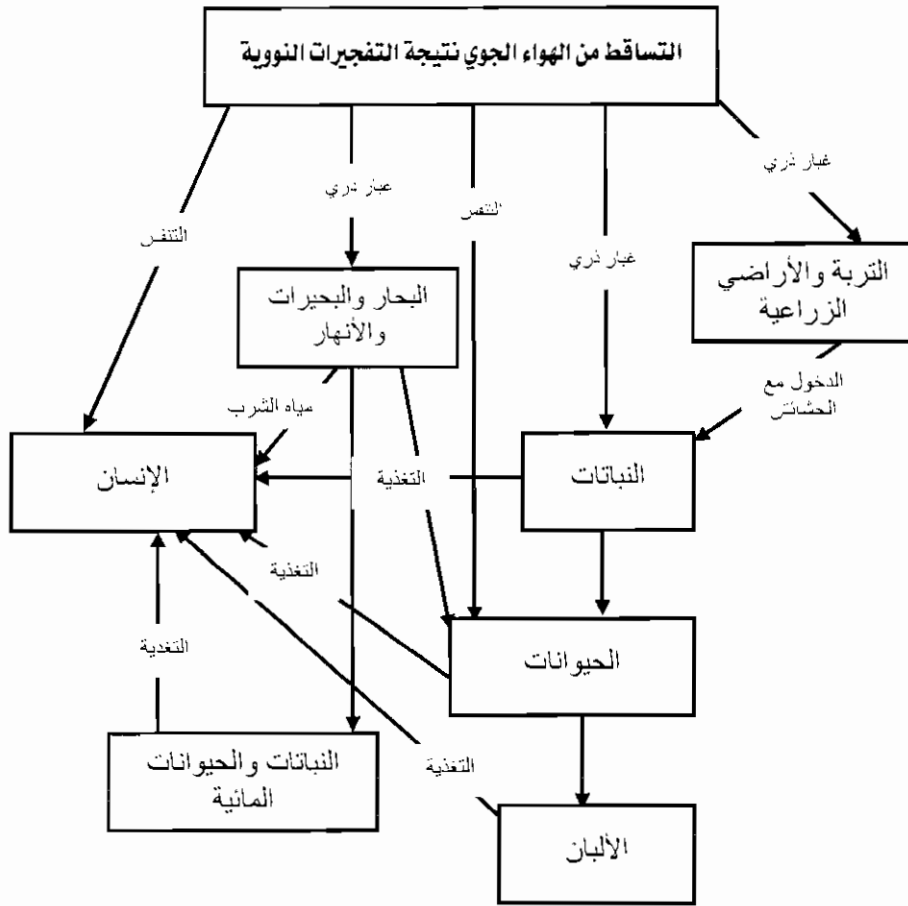 التساقط من الهواء الجوي نتيجة التفجيرات النووية
غبار ذري
غبار ذري
التنفس
غبار ذري
التنفس
التربة والأراضي
الزراعية
البحار والبحيرات
والأنهار
الدخول مع
الحشائش
مياه الشرب
النباتات
التغذية
الإنسان
التغذية
الحيوانات
التغذية
النباتات والحيوانات
المائية
التغذية
الألبان